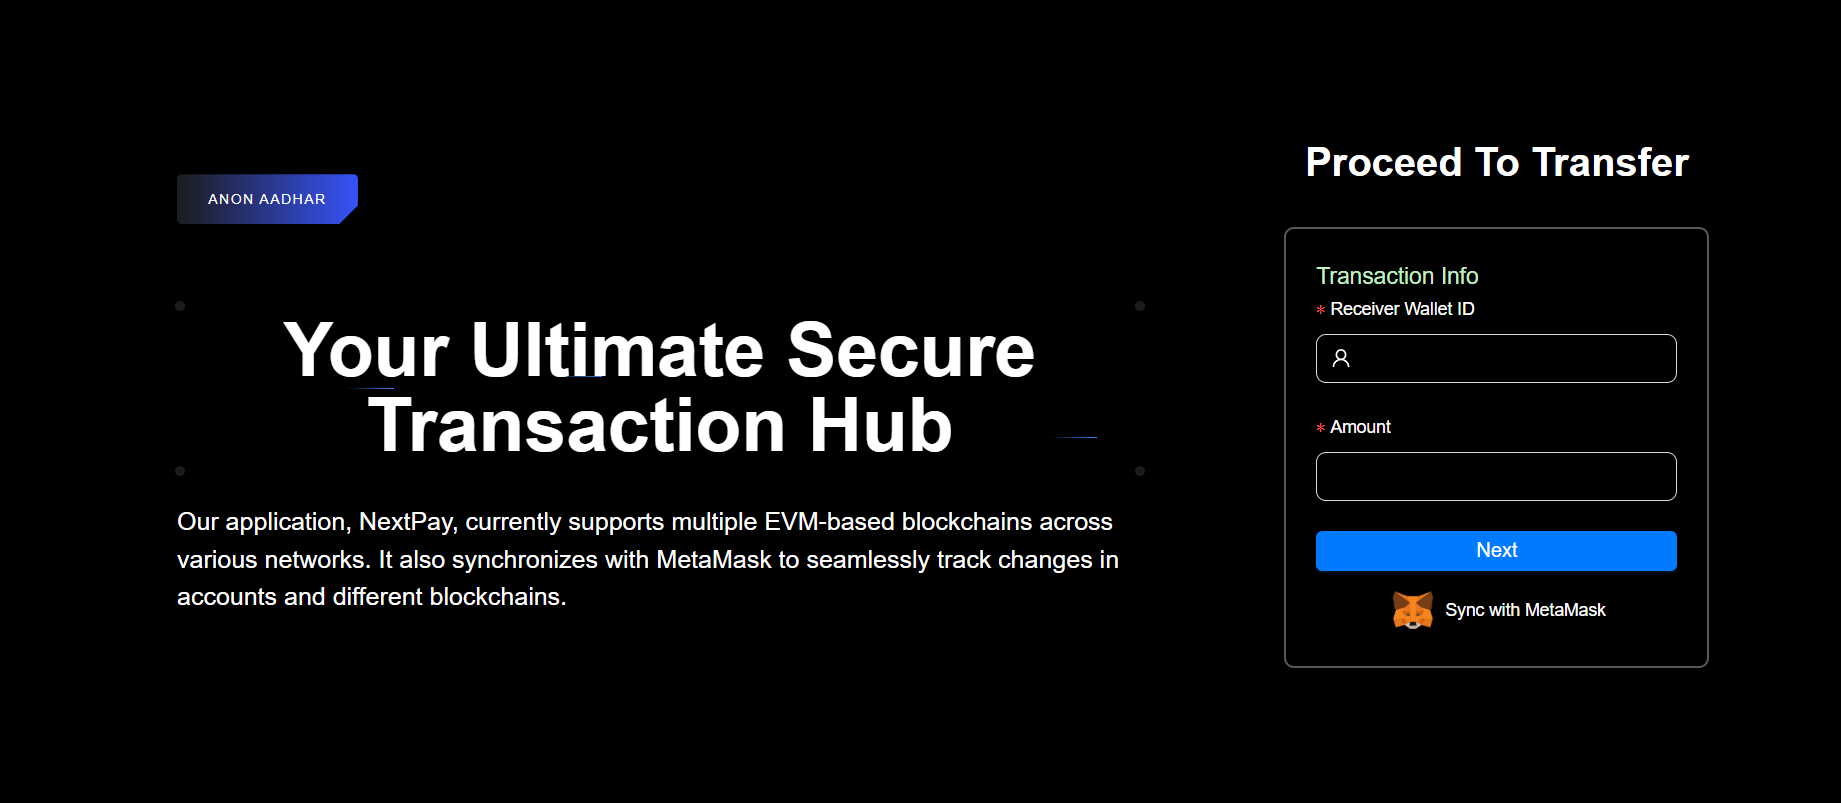 ANON AADHAR
Your Ultimate Secure
Transaction Hub
Our application, NextPay, currently supports multiple EVM-based blockchains across
various networks. It also synchronizes with MetaMask to seamlessly track changes in
accounts and different blockchains.
Proceed To Transfer
Transaction Info
* Receiver Wallet ID
* Amount
Next
Sync with MetaMask